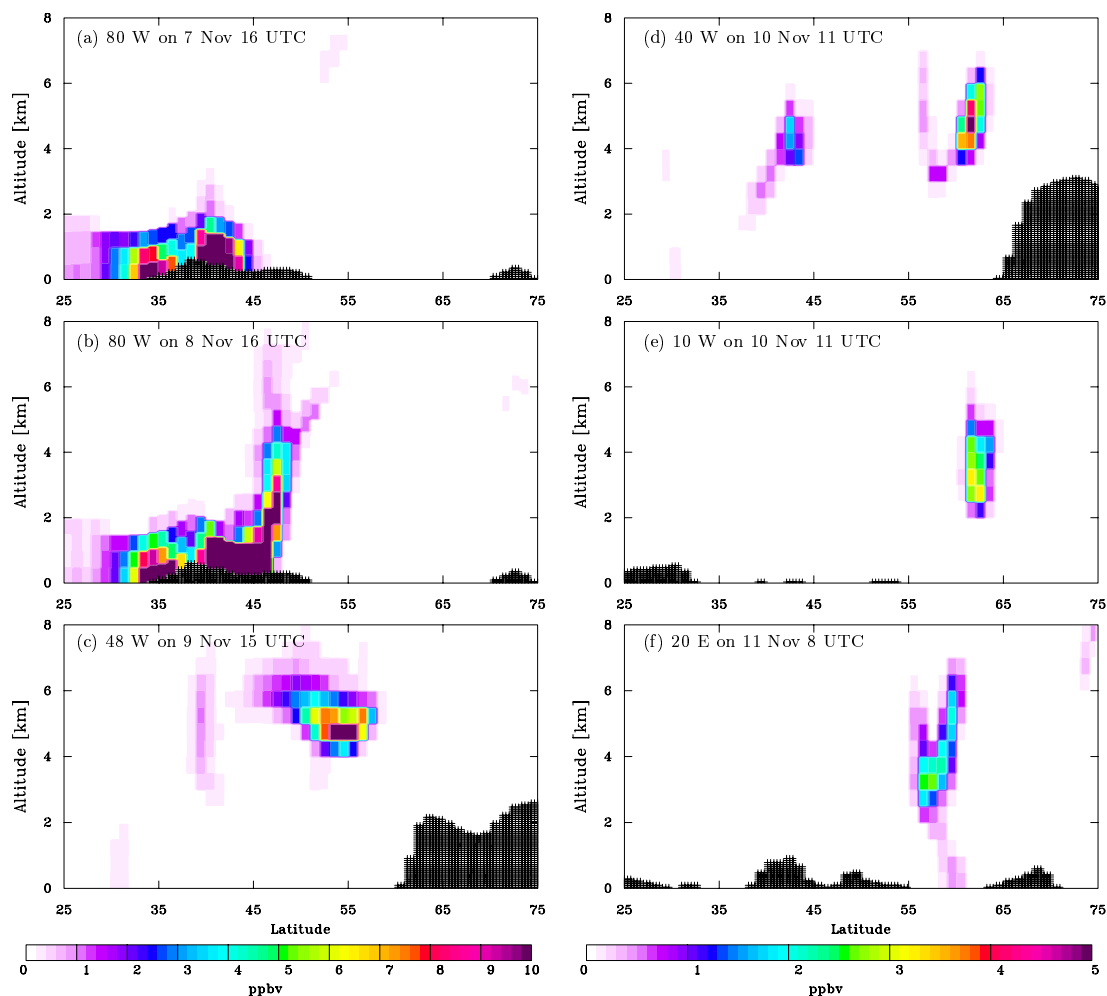 (a) 80 W on 7 Nov 16 UTC
Altitude [km]
8
6
4
2
0
25 35 45 55 65 75
(d) 40 W on 10 Nov 11 UTC
Altitude [km]
8
6
4
2
0
25 35 45 55 65 75
(b) 80 W on 8 Nov 16 UTC
Altitude [km]
8
6
4
2
0
25 35 45 55 65 75
(e) 10 W on 10 Nov 11 UTC
Altitude [km]
8
6
4
2
0
25 35 45 55 65 75
(c) 48 W on 9 Nov 15 UTC
Altitude [km]
8
6
4
2
0
25 35 45 55 65 75
Latitude
(f) 20 E on 11 Nov 8 UTC
Altitude [km]
8
6
4
2
0
25 35 45 55 65 75
Latitude
0 1 2 3 4 5 6 7 8 9 10
ppbv
0 1 2 3 4 5
ppbv